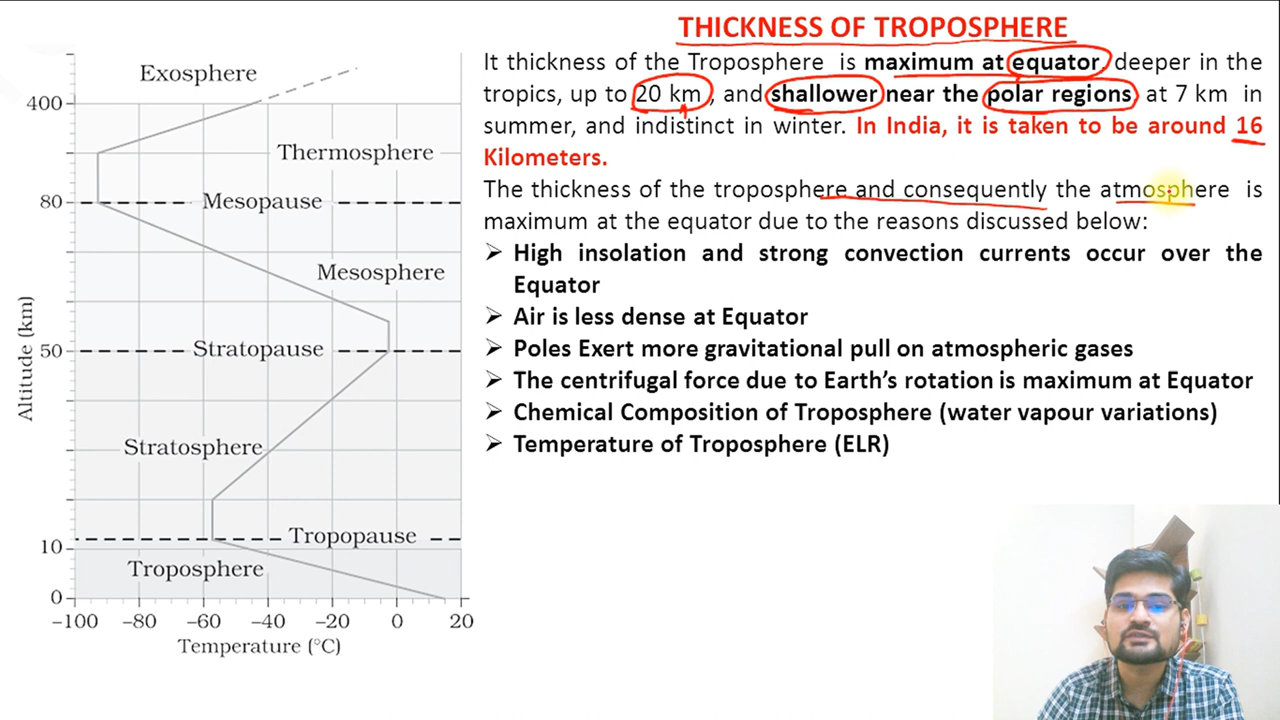 THICKNESS OF TROPOSPHERE
It thickness of the Troposphere is maximum at equator, deeper in the
tropics, up to 20 km, and shallower near the polar regions at 7 km in
summer, and indistinct in winter. In India, it is taken to be around 16
Kilometers.
The thickness of the troposphere and consequently the atmosphere is
maximum at the equator due to the reasons discussed below:
➢ High insolation and strong convection currents occur over the
Equator
➢ Air is less dense at Equator
➢ Poles Exert more gravitational pull on atmospheric gases
➢ The centrifugal force due to Earth's rotation is maximum at Equator
➢ Chemical Composition of Troposphere (water vapour variations)
➢ Temperature of Troposphere (ELR)
Exosphere
400
Thermosphere
80
Mesopause
Mesosphere
Altitude (km)
50
Stratopause
Stratosphere
Tropopause
10
Troposphere
0
−100 −80 −60 −40 −20 0 20
Temperature (°C)